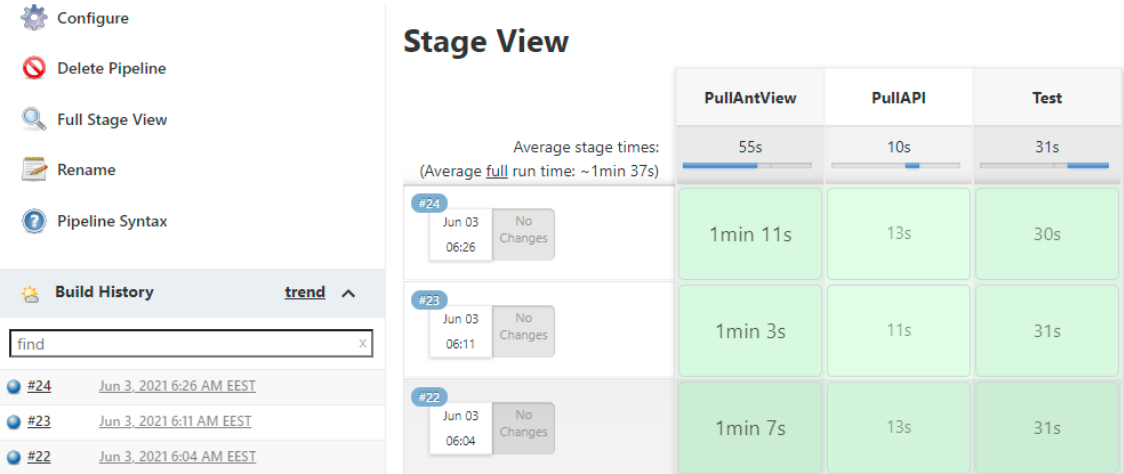 Configure
Delete Pipeline
Full Stage View
Rename
Pipeline Syntax
Build History trend
find x
#24 Jun 3, 2021 6:26 AM EEST
#23 Jun 3, 2021 6:11 AM EEST
#22 Jun 3, 2021 6:04 AM EEST
Stage View
PullAntView PullAPI Test
Average stage times: 55s 10s 31s
(Average full run time: ~1min 37s)
#24
Jun 03 No
06:26 Changes
1min 11s 13s 30s
#23
Jun 03 No
06:11 Changes
1min 3s 11s 31s
#22
Jun 03 No
06:04 Changes
1min 7s 13s 31s